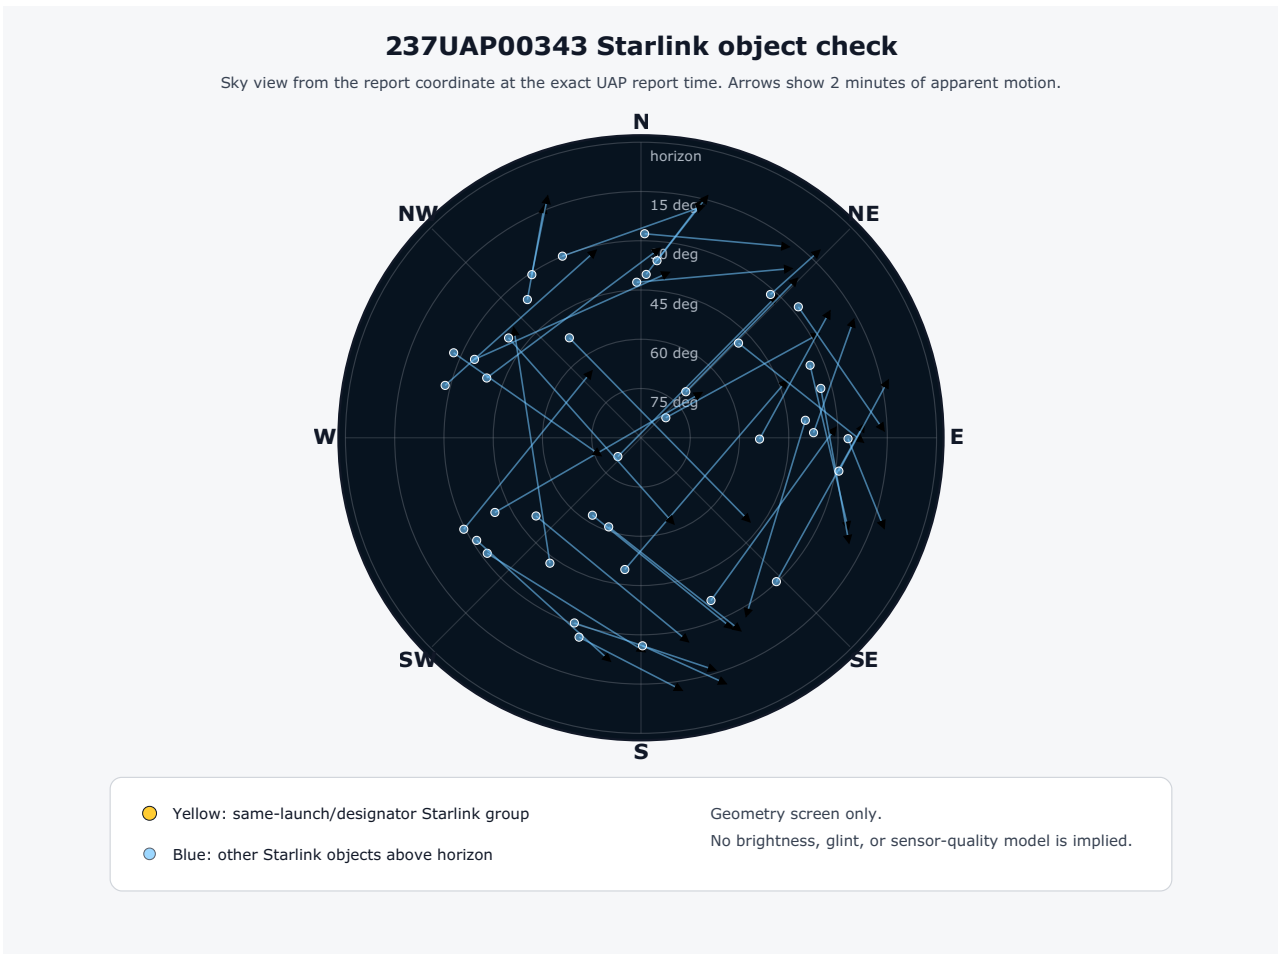 237UAP00343 Starlink object check
Sky view from the report coordinate at the exact UAP report time. Arrows show 2 minutes of apparent motion.
N
horizon
15 deg
NW
NE
30 deg
45 deg
60 deg
75 deg
W
E
SW
SE
S
Yellow: same-launch/designator Starlink group
Blue: other Starlink objects above horizon
Geometry screen only.
No brightness, glint, or sensor-quality model is implied.